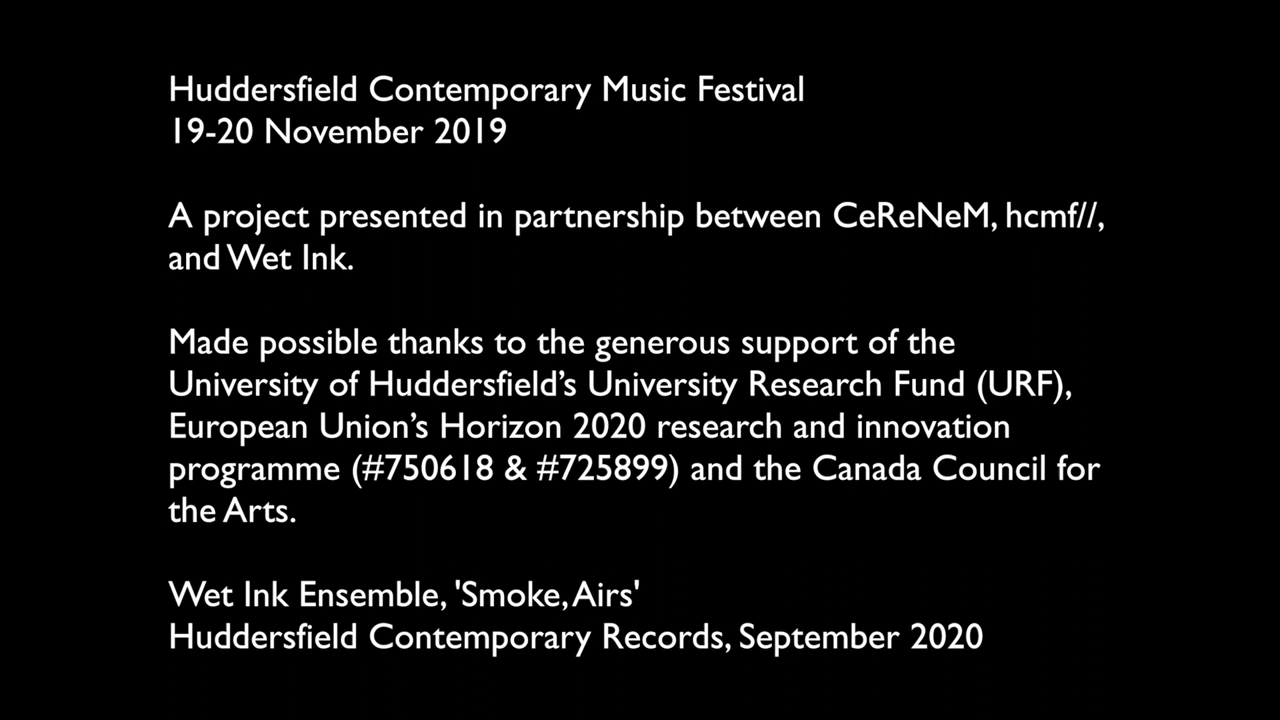 Huddersfield Contemporary Music Festival
19-20 November 2019
A project presented in partnership between CeReNeM, hcmf//,
and Wet Ink.
Made possible thanks to the generous support of the
University of Huddersfield’s University Research Fund (URF),
European Union’s Horizon 2020 research and innovation
programme (#750618 & #725899) and the Canada Council for
the Arts.
Wet Ink Ensemble, 'Smoke, Airs'
Huddersfield Contemporary Records, September 2020